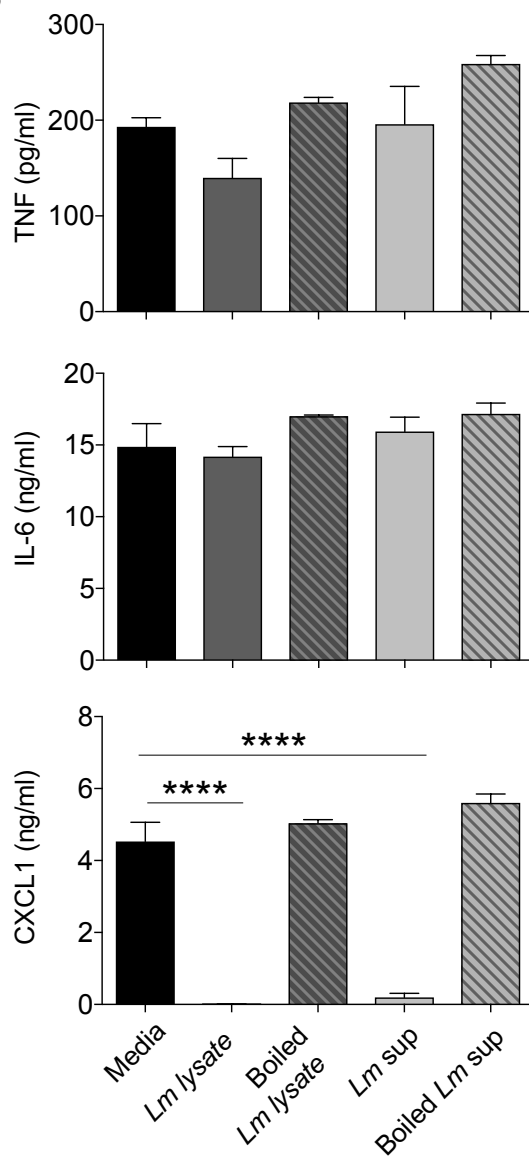 300
200
100
0
TNF (pg/ml)
20
15
10
5
0
IL-6 (ng/ml)
8
6
4
2
0
CXCL1 (ng/ml)
****
****
Media
Lm lysate
Boiled
Lm lysate
Lm sup
Boiled Lm sup